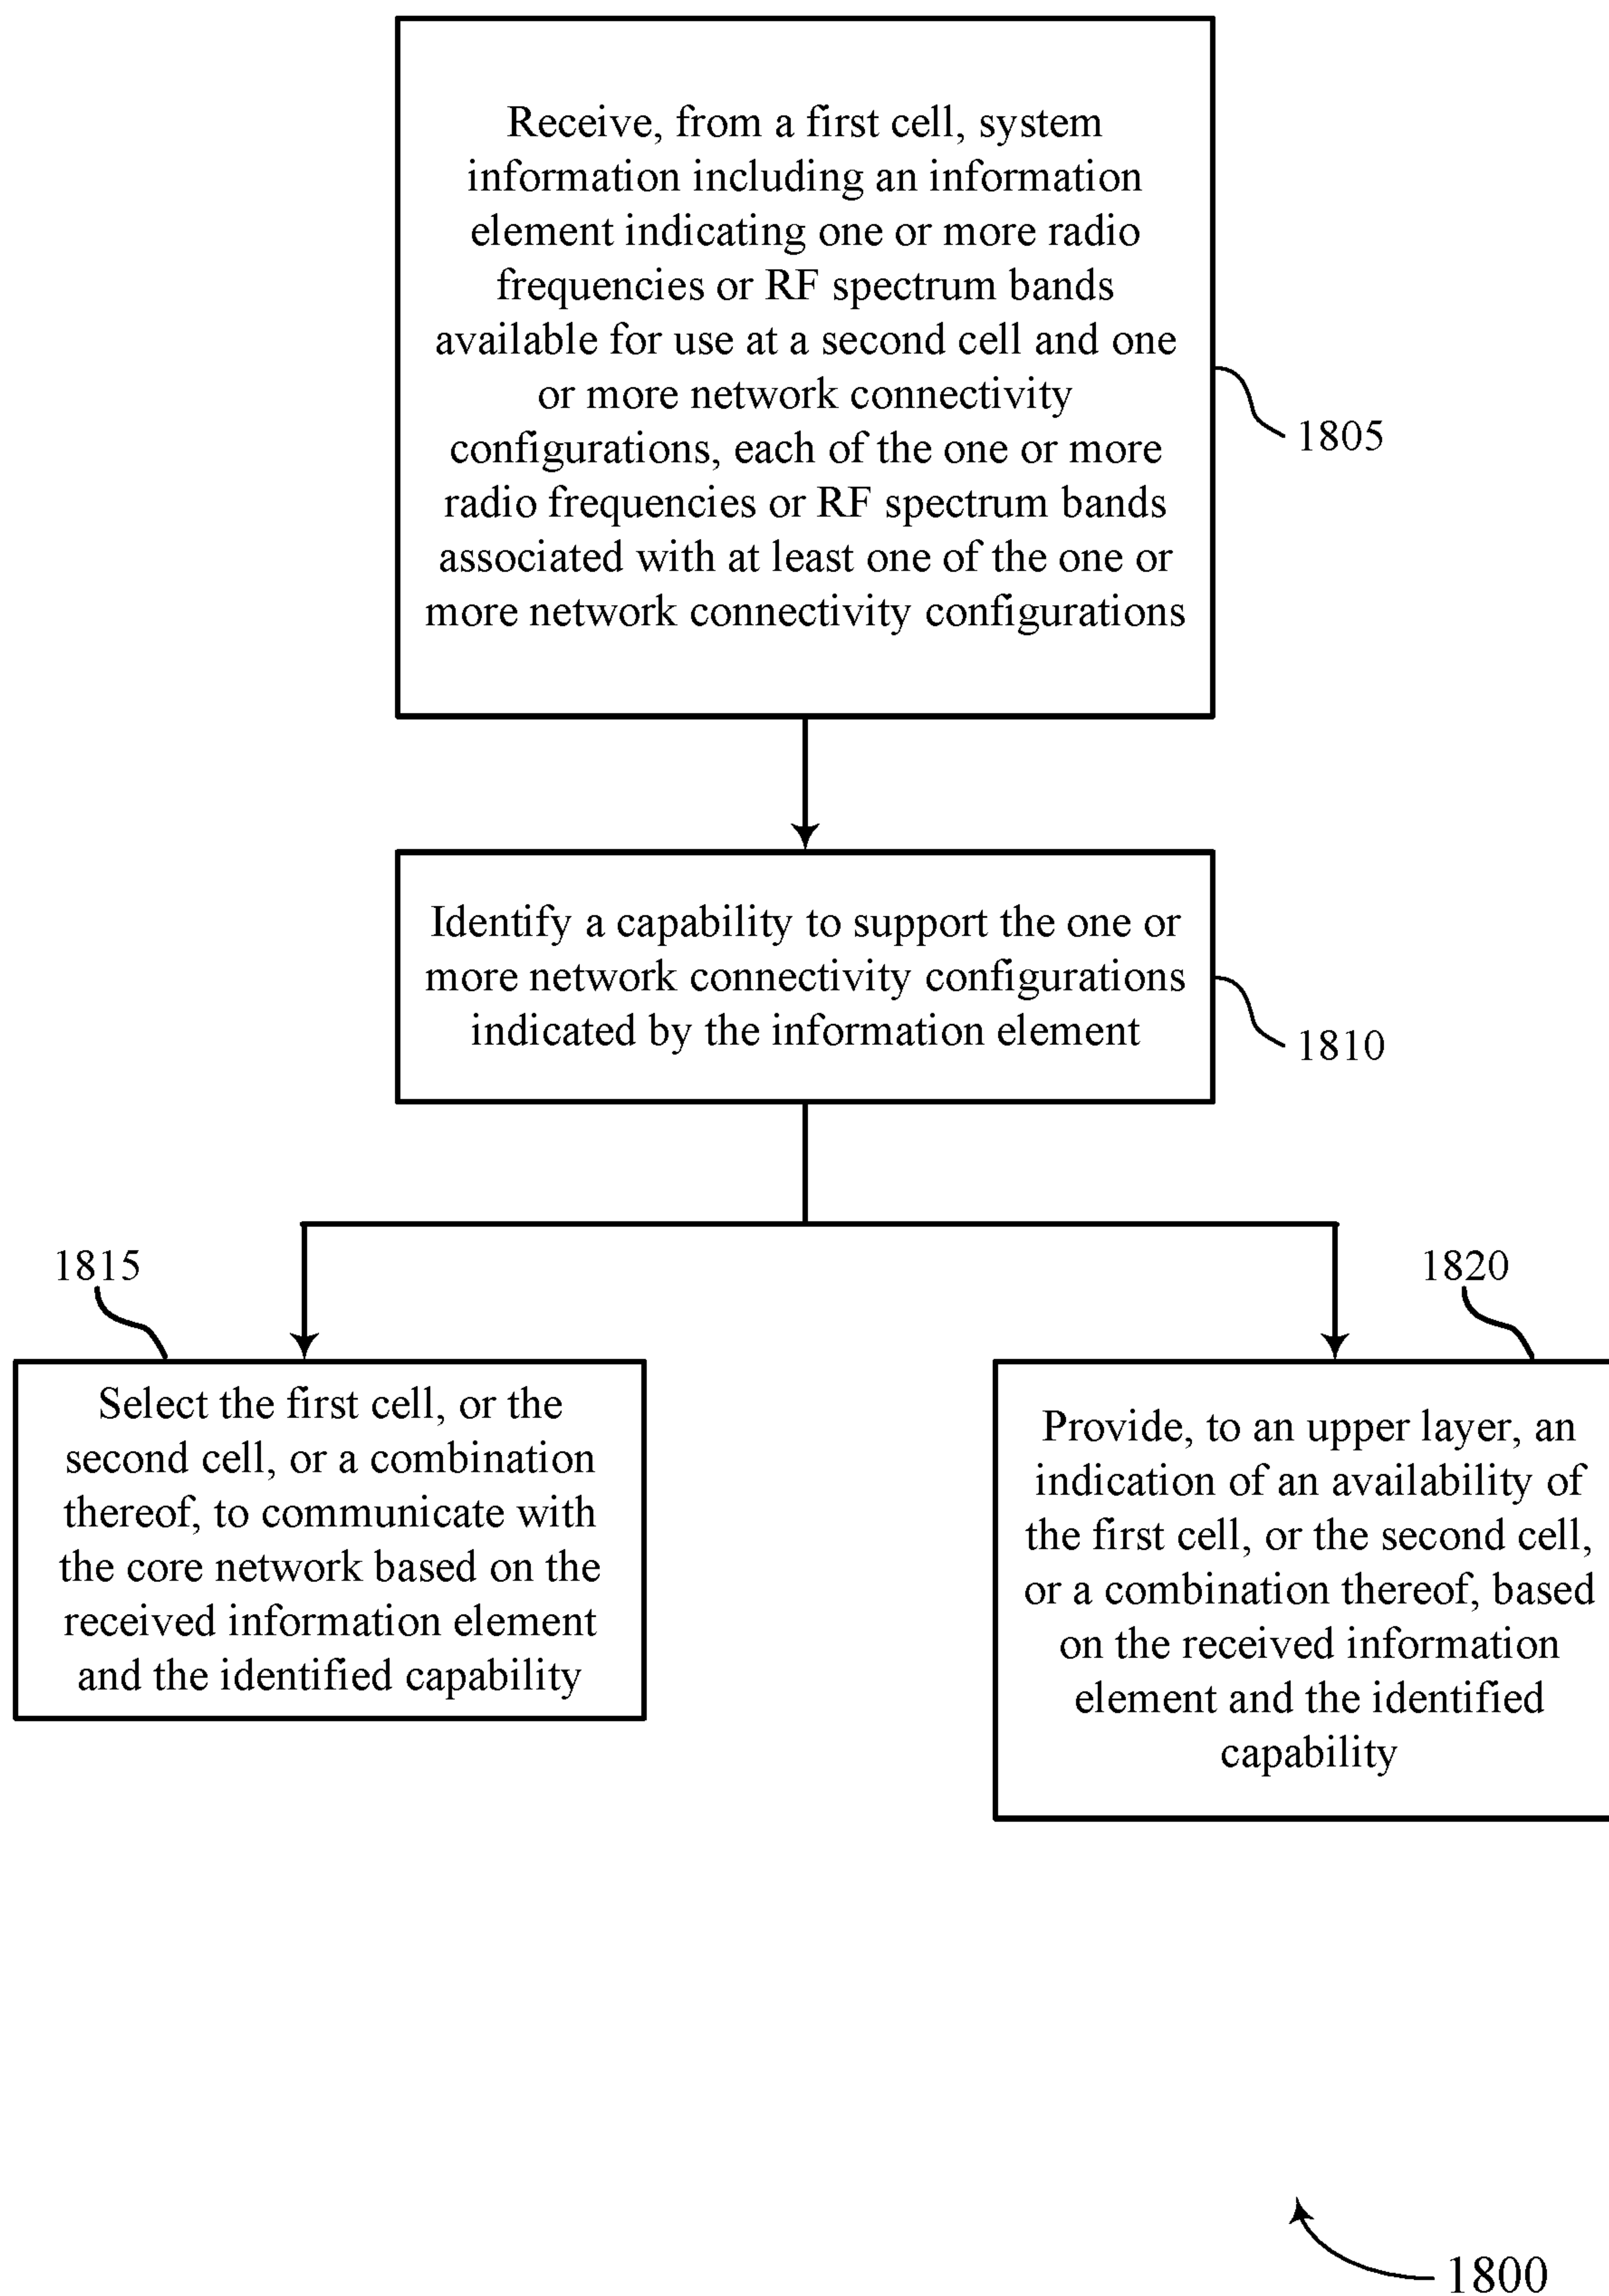 Receive, from a first cell, system
information including an information
element indicating one or more radio
frequencies or RF spectrum bands
available for use at a second cell and one
or more network connectivity
configurations, each of the one or more
radio frequencies or RF spectrum bands
associated with at least one of the one or
more network connectivity configurations
1805
Identify a capability to support the one or
more network connectivity configurations
indicated by the information element
1810
1815
Select the first cell, or the
second cell, or a combination
thereof, to communicate with
the core network based on the
received information element
and the identified capability
1820
Provide, to an upper layer, an
indication of an availability of
the first cell, or the second cell,
or a combination thereof, based
on the received information
element and the identified
capability
1800